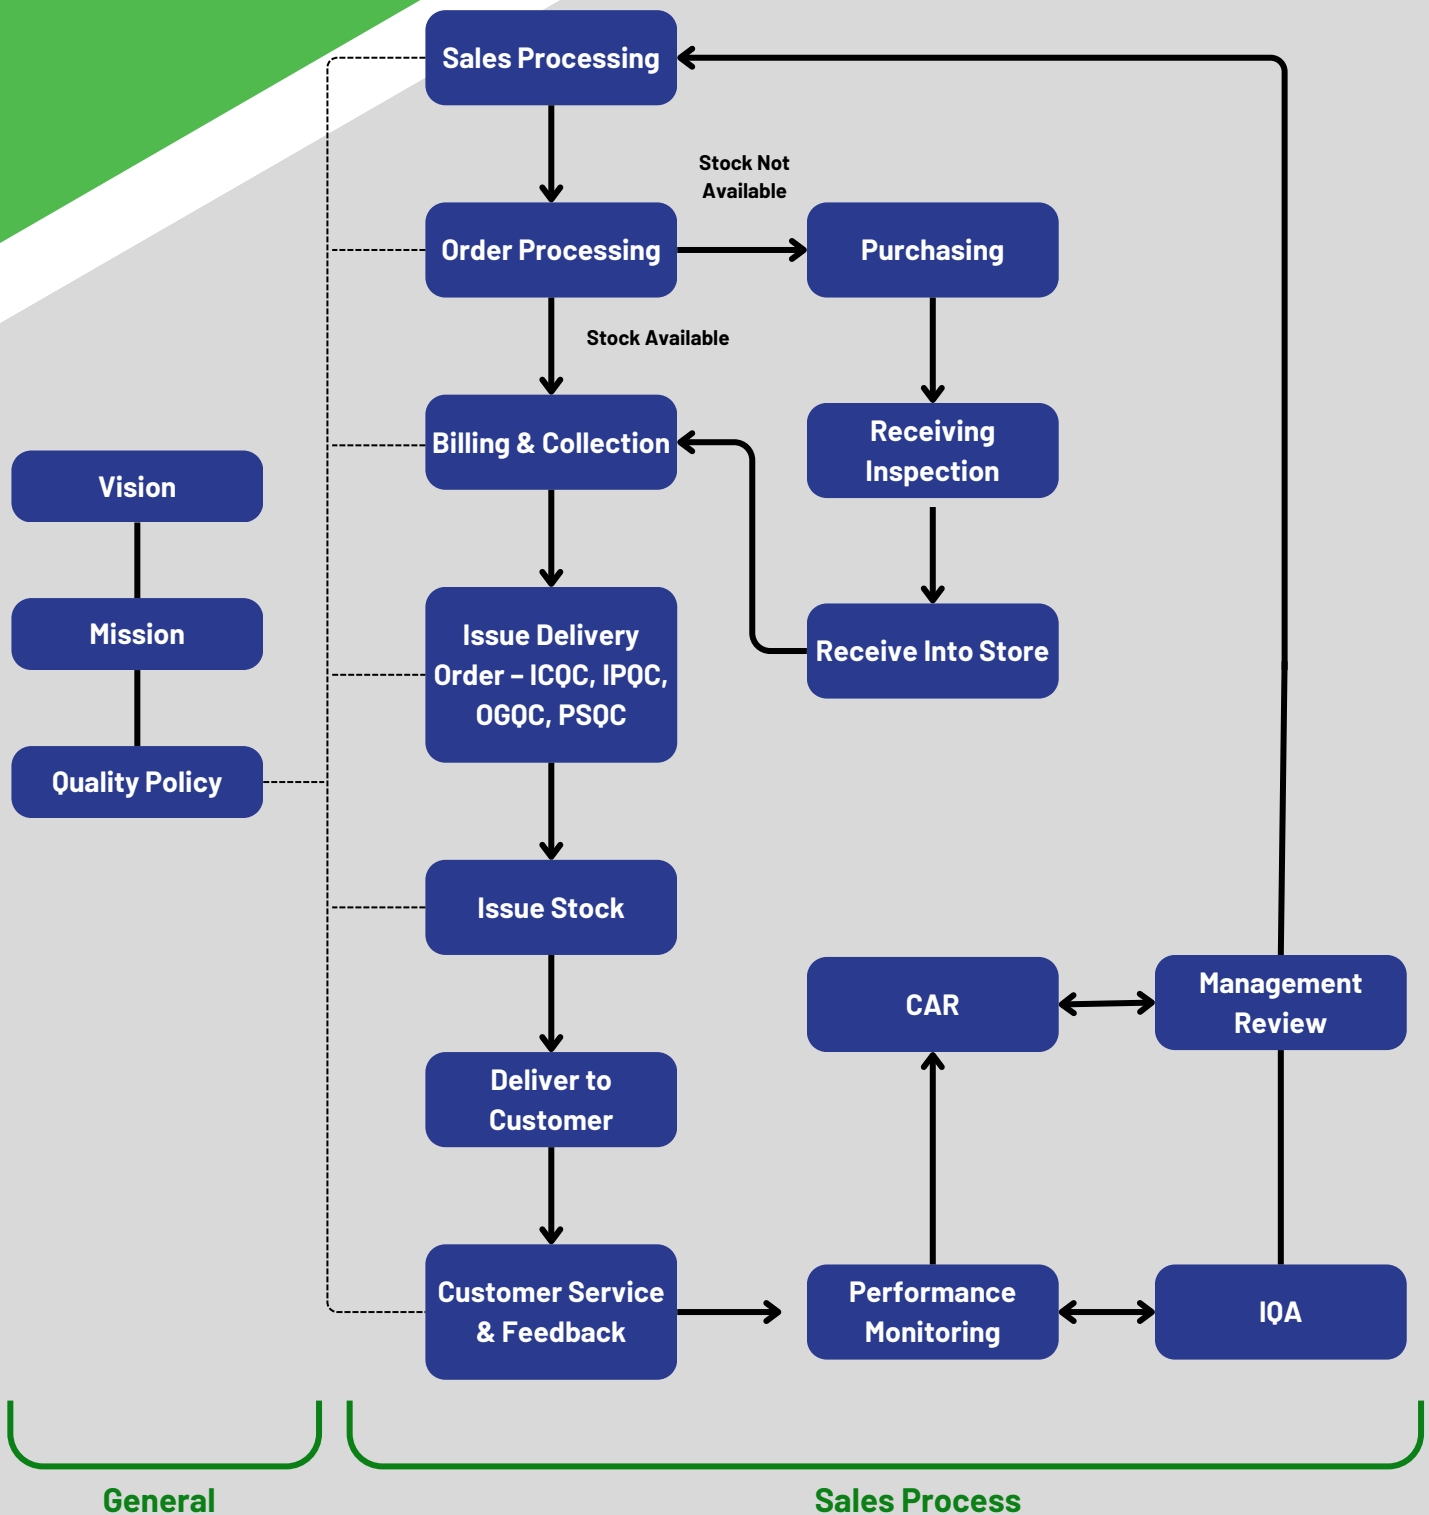 Sales Processing
Stock Not
Available
Order Processing
Purchasing
Stock Available
Billing & Collection
Receiving
Inspection
Vision
Mission
Quality Policy
Issue Delivery
Order – ICQC, IPQC,
OGQC, PSQC
Receive Into Store
Issue Stock
CAR
Management
Review
Deliver to
Customer
Customer Service
& Feedback
Performance
Monitoring
IQA
General
Sales Process